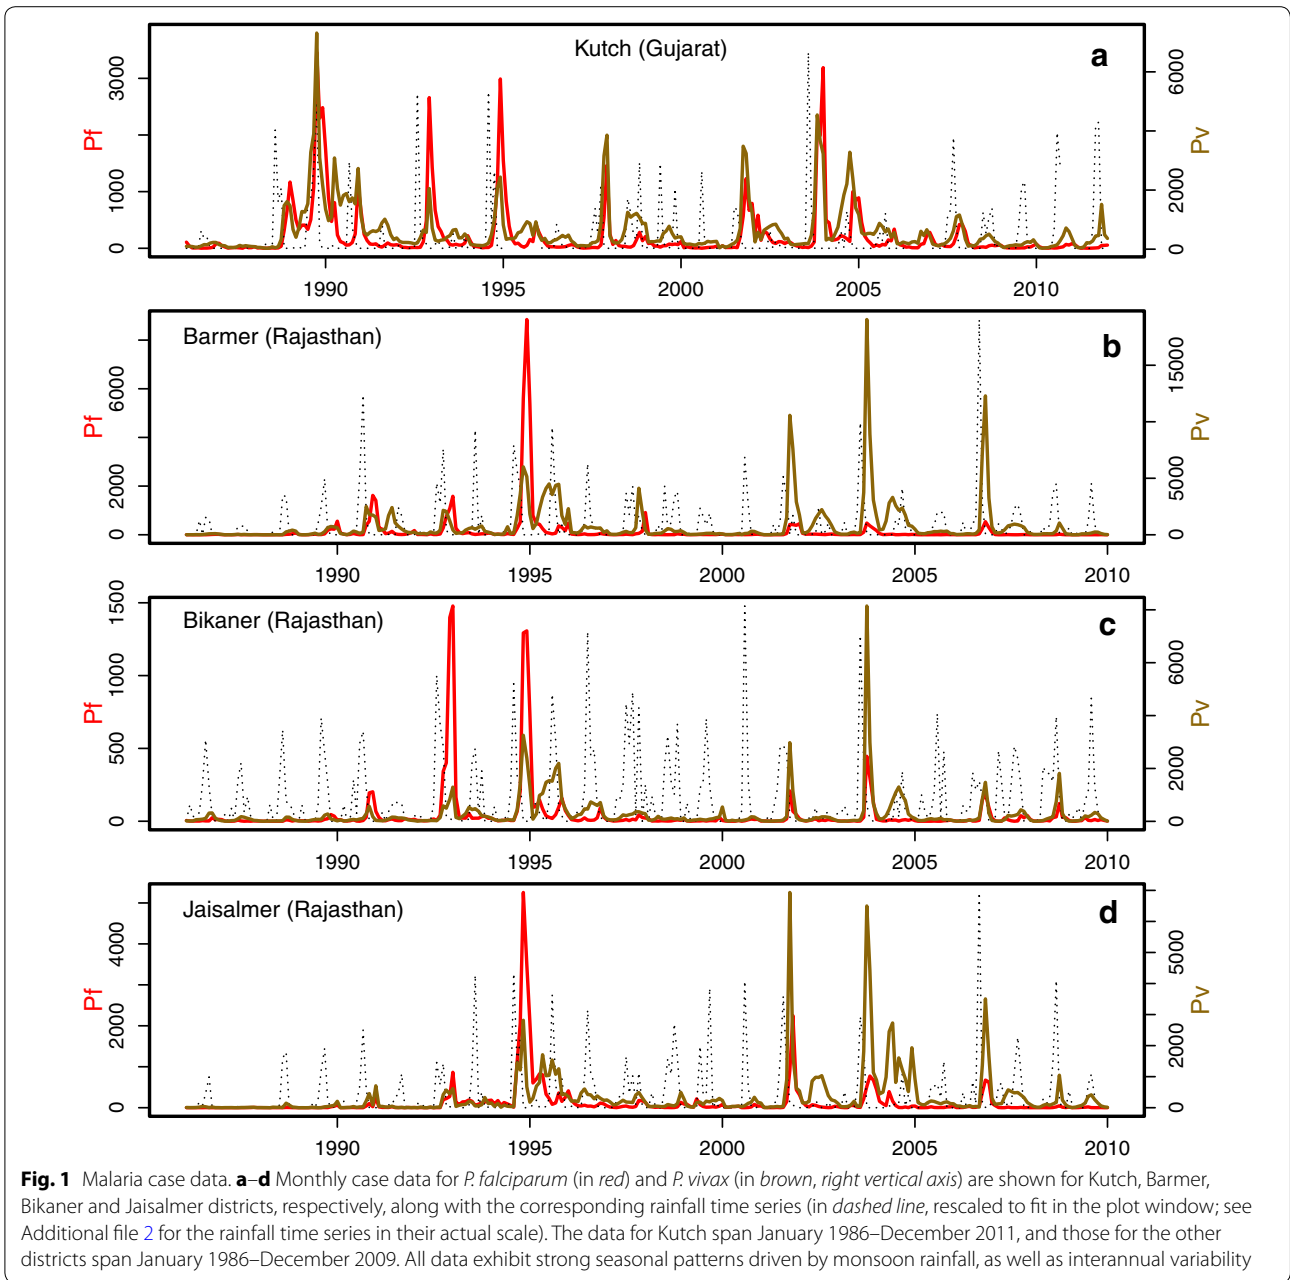 Kutch (Gujarat)
a
Pf
0
1000
3000
Pv
0
2000
6000
1990
1995
2000
2005
2010
Barmer (Rajasthan)
b
Pf
0
2000
6000
Pv
0
5000
15000
1990
1995
2000
2005
2010
Bikaner (Rajasthan)
c
Pf
0
500
1000
1500
Pv
0
2000
6000
1990
1995
2000
2005
2010
Jaisalmer (Rajasthan)
d
Pf
0
2000
4000
Pv
0
2000
5000
1990
1995
2000
2005
2010
Fig. 1 Malaria case data. a–d Monthly case data for P. falciparum (in red) and P. vivax (in brown, right vertical axis) are shown for Kutch, Barmer,
Bikaner and Jaisalmer districts, respectively, along with the corresponding rainfall time series (in dashed line, rescaled to fit in the plot window; see
Additional file 2 for the rainfall time series in their actual scale). The data for Kutch span January 1986–December 2011, and those for the other
districts span January 1986–December 2009. All data exhibit strong seasonal patterns driven by monsoon rainfall, as well as interannual variability